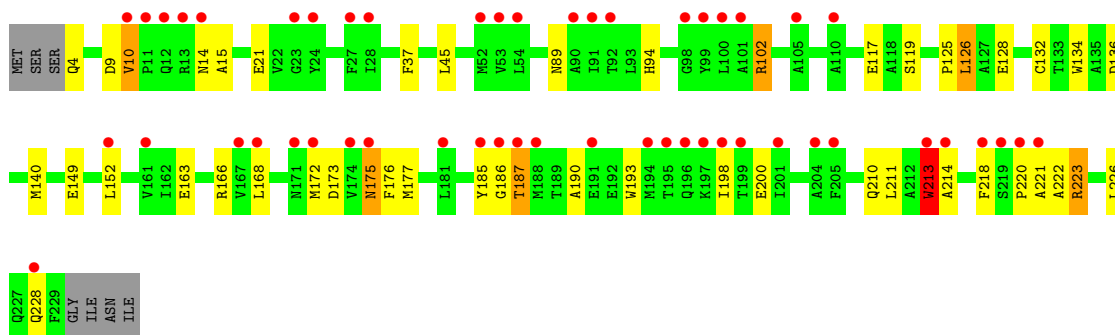 MET SER SER Q4 D9 V10 P11 Q12 R13 N14 A15 E21 V22 G23 Y24 F27 I28 F37 L45 M52 V53 L54 N89 A90 I91 T92 L93 H94 G98 Y99 L100 A101 R102 A105 A110 E117 A118 S119 P125 L126 A127 E128 C132 T133 W134 A135
M140 E149 L152 V161 I162 E163 R166 V167 L168 N171 M172 D173 V174 N175 F176 M177 L181 Y185 G186 T187 M188 T189 A190 E191 E192 W193 M194 T195 Q196 K197 I198 T199 E200 I201 A204 F205 Q210 L211 A212 W213 A214 F218 S219 P220 A221 A222 R223
Q227 Q228 F229 GLY ILE ASN ILE